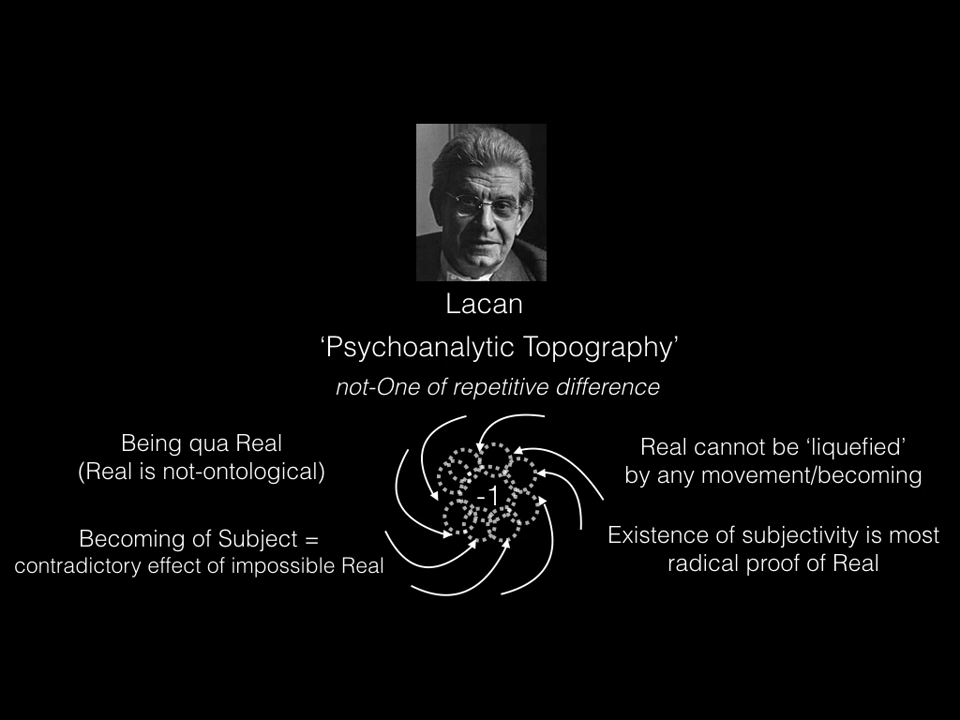 Lacan
‘Psychoanalytic Topography’
not-One of repetitive difference
Being qua Real
(Real is not-ontological)
Becoming of Subject =
contradictory effect of impossible Real
-1
Real cannot be ‘liquefied’
by any movement/becoming
Existence of subjectivity is most
radical proof of Real